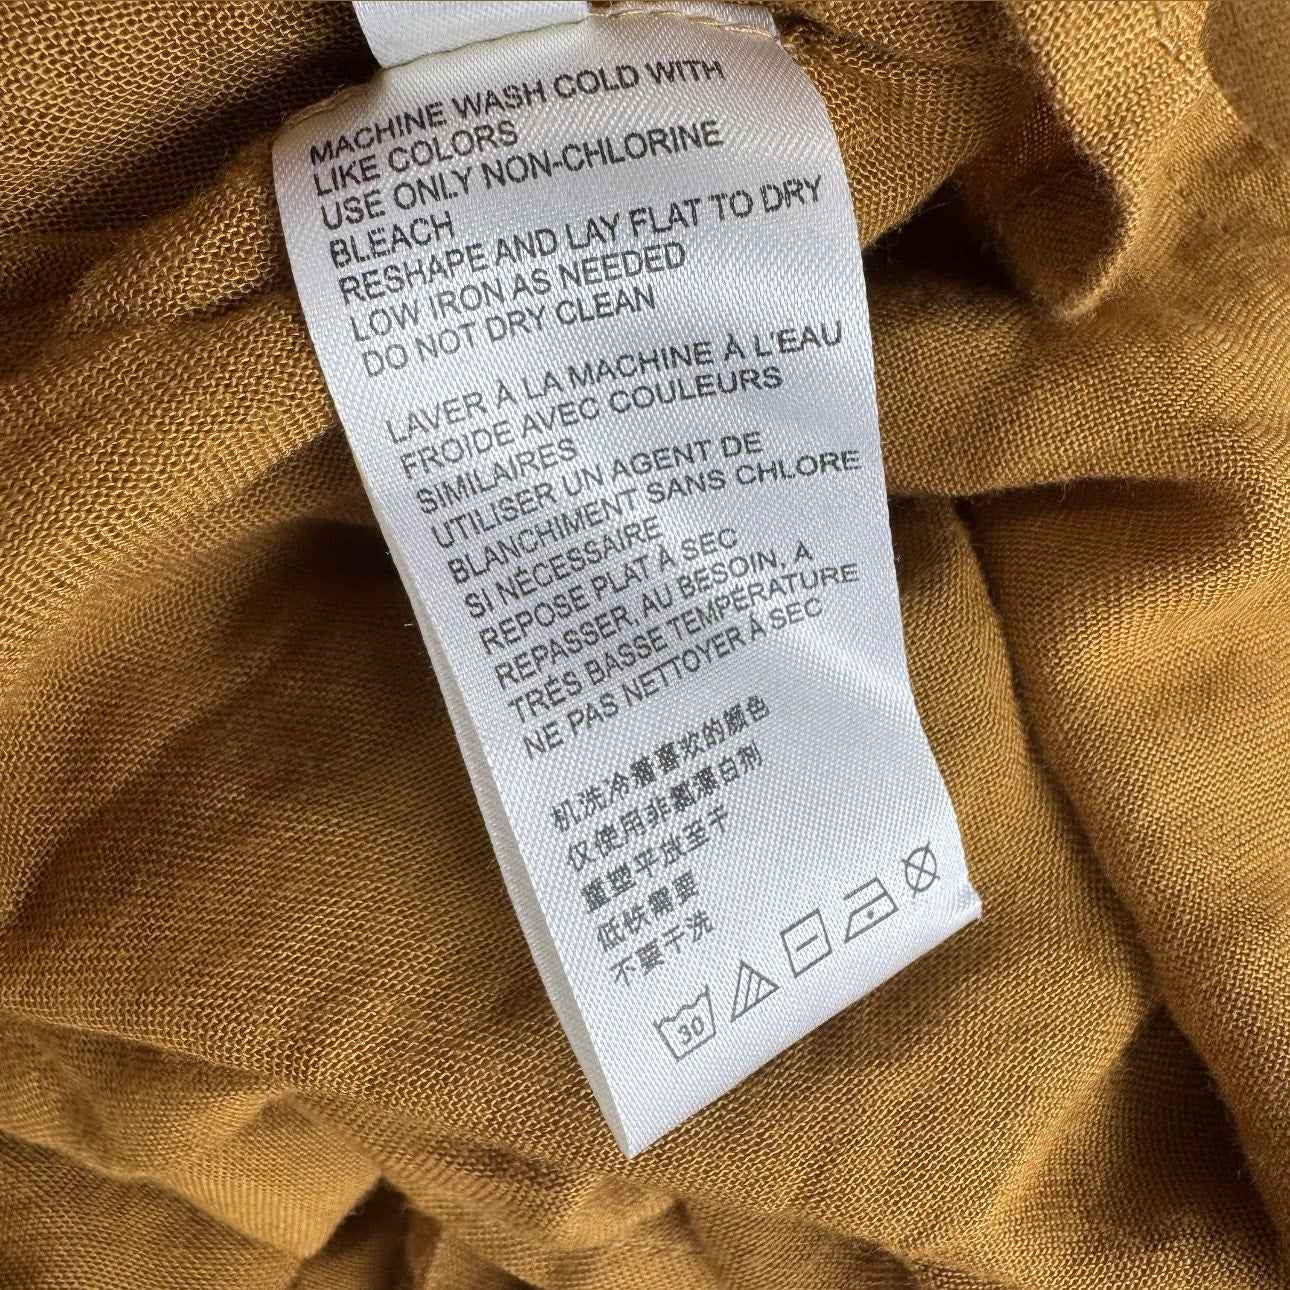 MACHINE WASH COLD WITH
LIKE COLORS
USE ONLY NON-CHLORINE
BLEACH
RESHAPE AND LAY FLAT TO DRY
LOW IRON AS NEEDED
DO NOT DRY CLEAN
LAVER À LA MACHINE À L'EAU
FROIDE AVEC COULEURS
SIMILAIRES
UTILISER UN AGENT DE
BLANCHIMENT SANS CHLORE
SI NÉCESSAIRE
REPOSE PLAT À SEC
REPASSER, AU BESOIN, A
TRÉS BASSE TEMPÉRATURE
NE PAS NETTOYER À SEC
机洗冷霜喜欢的颜色
仅使用非氯漂白剂
重塑平放至干
低铁需要
不要干洗
30